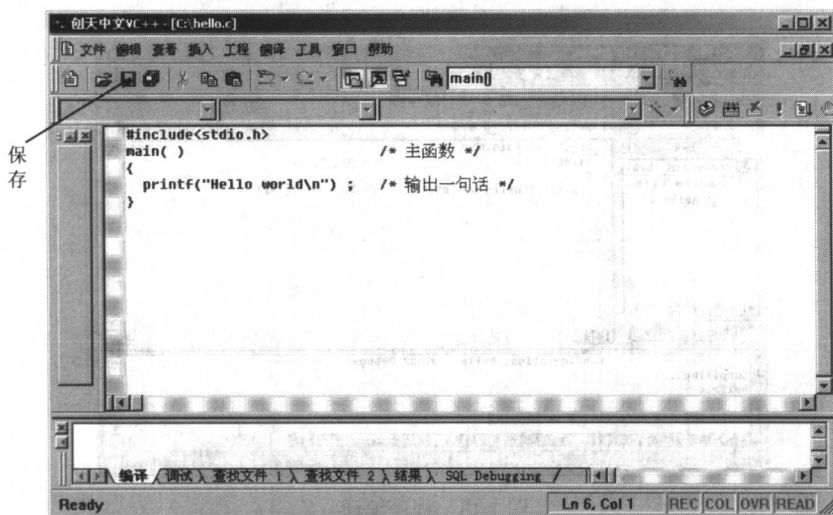 创天中文VC++ - [C:\hello.c]
文件 编辑 查看 插入 工程 编译 工具 窗口 帮助
main()
保存
#include<stdio.h>
main( ) /* 主函数 */
{
printf("Hello world\n") ; /* 输出一句话 */
}
编译 调试 查找文件 1 查找文件 2 结果 SQL Debugging
Ready Ln 6, Col 1 REC COL OVR READ